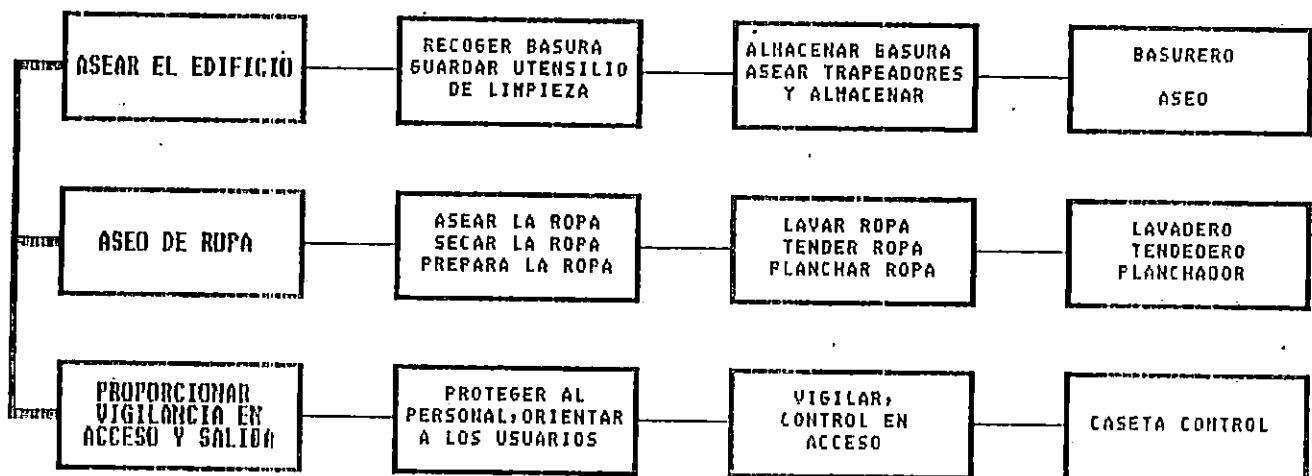 ASEAR EL EDIFICIO
RECOGER BASURA
GUARDAR UTENSILIO
DE LIMPIEZA
ALMACENAR BASURA
ASEAR TRAPEADORES
Y ALMACENAR
BASURERO
ASEO
ASEO DE ROPA
ASEAR LA ROPA
SECAR LA ROPA
PREPARA LA ROPA
LAVAR ROPA
TENDER ROPA
PLANCHAR ROPA
LAVADERO
TENDEDERO
PLANCHADOR
PROPORCIONAR
VIGILANCIA EN
ACCESO Y SALIDA
PROTEGER AL
PERSONAL, ORIENTAR
A LOS USUARIOS
VIGILAR,
CONTROL EN
ACCESO
CASETA CONTROL